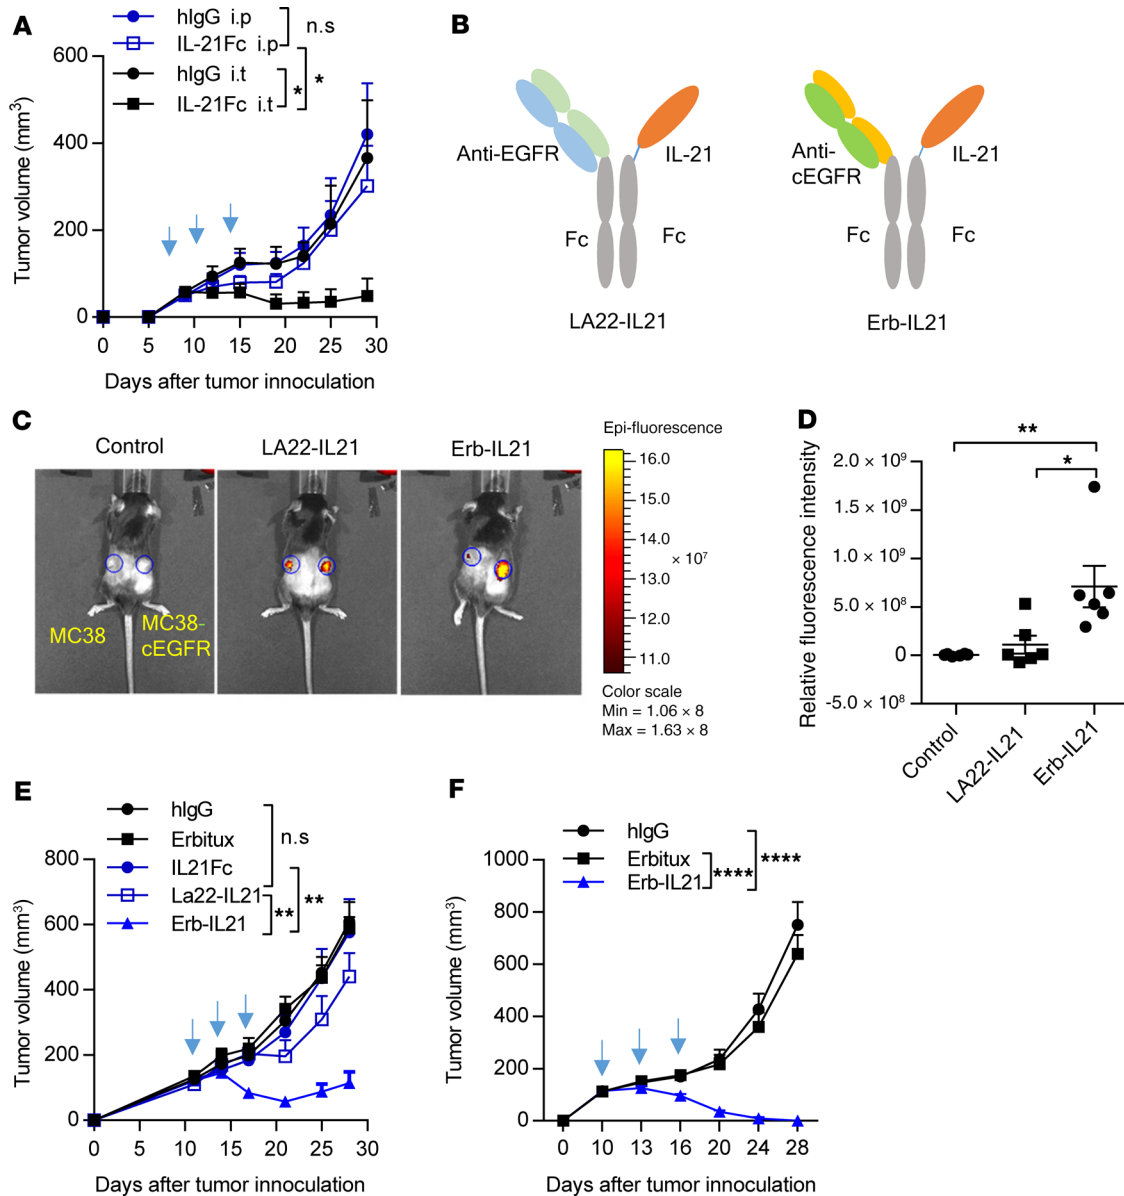 A
hIgG i.p
IL-21Fc i.p
hIgG i.t
IL-21Fc i.t
n.s
*
*
600
400
200
0
Tumor volume (mm³)
0 5 10 15 20 25 30
Days after tumor innoculation
B
Anti-EGFR
IL-21
Fc
Fc
LA22-IL21
Anti-
cEGFR
IL-21
Fc
Fc
Erb-IL21
C
Control
LA22-IL21
Erb-IL21
MC38
MC38-
cEGFR
Epi-fluorescence
16.0
15.0
14.0
13.0
12.0
11.0
× 10⁷
Color scale
Min = 1.06 × 8
Max = 1.63 × 8
D
**
*
2.0 × 10⁹
1.5 × 10⁹
1.0 × 10⁹
5.0 × 10⁸
0
-5.0 × 10⁸
Relative fluorescence intensity
Control
LA22-IL21
Erb-IL21
E
hIgG
Erbitux
IL21Fc
La22-IL21
Erb-IL21
n.s
**
**
800
600
400
200
0
Tumor volume (mm³)
0 5 10 15 20 25 30
Days after tumor innoculation
F
hIgG
Erbitux
Erb-IL21
****
****
1000
800
600
400
200
0
Tumor volume (mm³)
0 10 13 16 20 24 28
Days after tumor innoculation